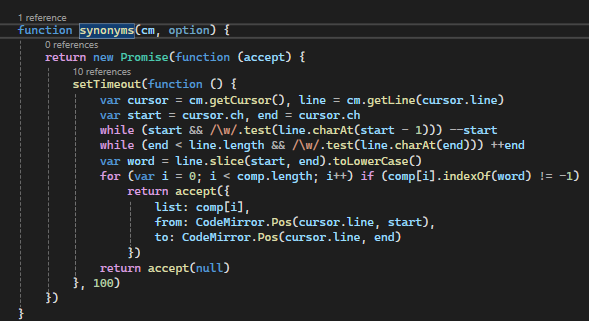 1 reference
function synonyms(cm, option) {
0 references
return new Promise(function (accept) {
10 references
setTimeout(function () {
var cursor = cm.getCursor(), line = cm.getLine(cursor.line)
var start = cursor.ch, end = cursor.ch
while (start && /\w/.test(line.charAt(start - 1))) --start
while (end < line.length && /\w/.test(line.charAt(end))) ++end
var word = line.slice(start, end).toLowerCase()
for (var i = 0; i < comp.length; i++) if (comp[i].indexOf(word) != -1)
return accept({
list: comp[i],
from: CodeMirror.Pos(cursor.line, start),
to: CodeMirror.Pos(cursor.line, end)
})
return accept(null)
}, 100)
})
}